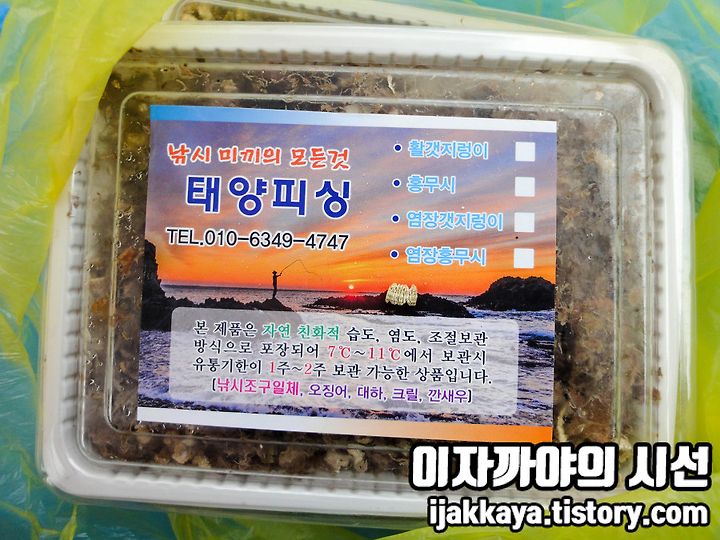 낚시 미끼의 모든것
태양피싱
TEL.010-6349-4747
• 활갯지렁이
• 흥무시
• 염장갯지렁이
• 염장흥무시
본 제품은 자연 친화적 습도, 염도, 조절보관
방식으로 포장되어 7℃~11℃에서 보관시
유통기한이 1주~2주 보관 가능한 상품입니다.
(낚시조구일체, 오징어, 대하, 크릴, 깐새우)
이자까야의 시선
ijakkaya.tistory.com